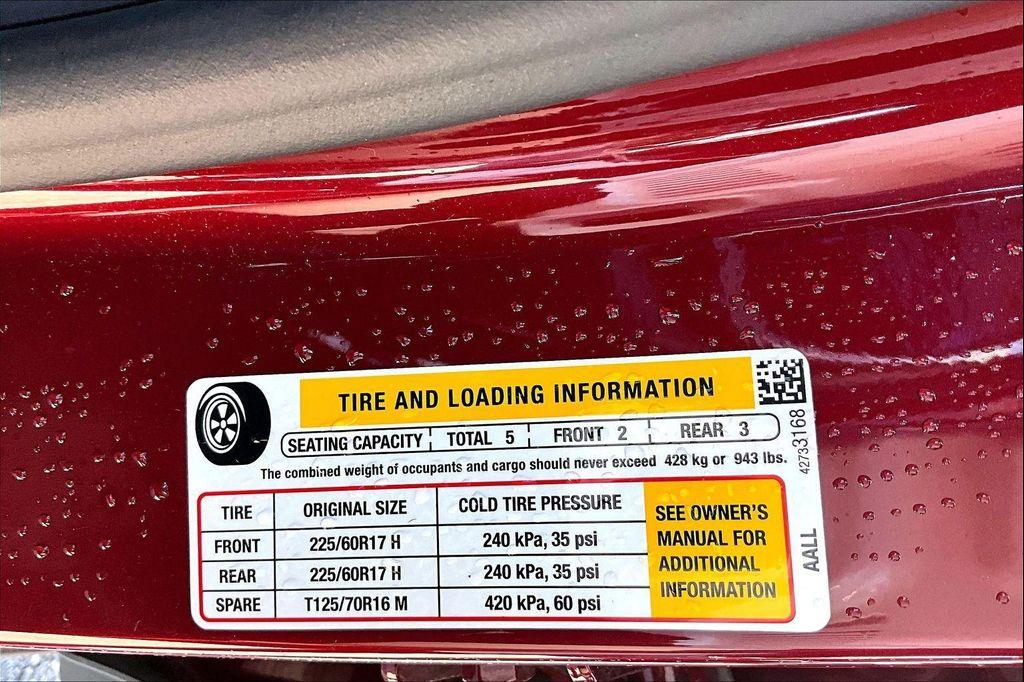 TIRE AND LOADING INFORMATION
SEATING CAPACITY TOTAL 5 FRONT 2 REAR 3
The combined weight of occupants and cargo should never exceed 428 kg or 943 lbs.
TIRE ORIGINAL SIZE COLD TIRE PRESSURE
FRONT 225/60R17 H 240 kPa, 35 psi
REAR 225/60R17 H 240 kPa, 35 psi
SPARE T125/70R16 M 420 kPa, 60 psi
SEE OWNER'S
MANUAL FOR
ADDITIONAL
INFORMATION
42733168
AALL